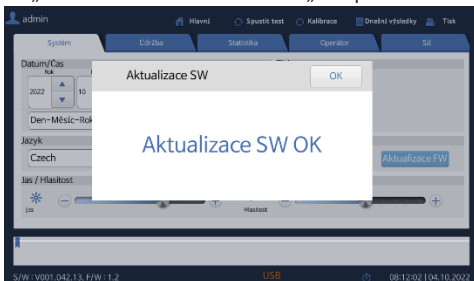 admin
Hlavní
Spustit test
Kalibrace
Dnešní výsledky
Tisk
Systém
Údržba
Statistika
Operátor
Síť
Datum/Čas
Rok
2022
10
Den-Měsíc-Rok
Aktualizace SW
OK
Aktualizace SW OK
Jazyk
Czech
Aktualizace FW
Jas / Hlasitost
Jas
Hlasitost
S/W : V001.042.13, F/W : 1.2
USB
08:12:02 | 04.10.2022